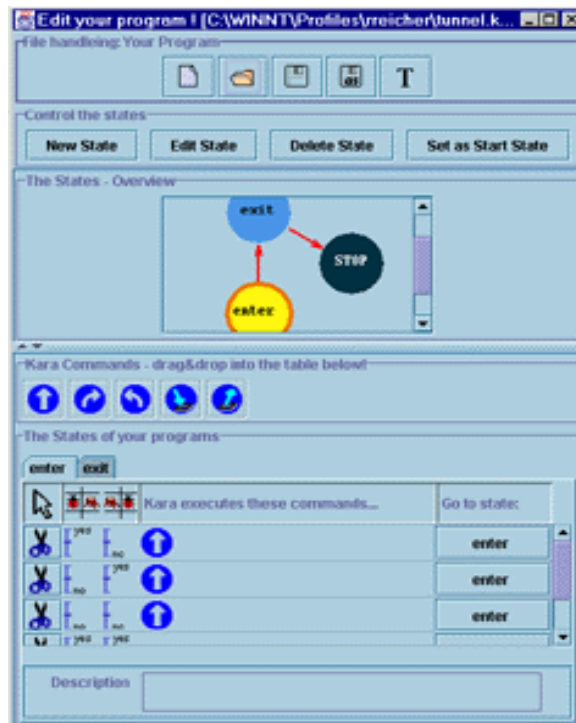 Edit your program ! [C:\WINNT\Profiles\rreicher\tunnel.k...
File handleing: Your Program
T
Control the states
New State Edit State Delete State Set as Start State
The States - Overview
exit
STOP
enter
Kara Commands - drag&drop into the table below!
The States of your programs
enter exit
Kara executes these commands... Go to state:
yes no enter
no yes enter
no no enter
yes yes
Description